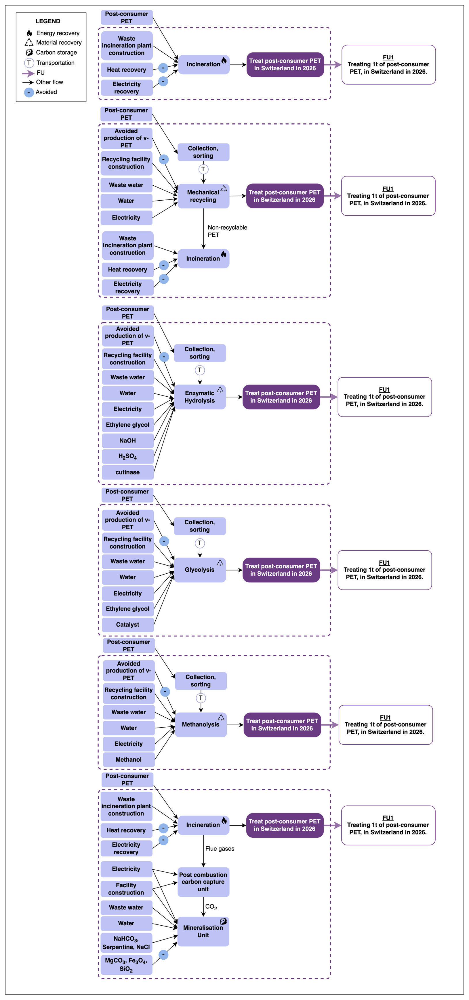 LEGEND
Energy recovery
Material recovery
Carbon storage
T Transportation
FU
Other flow
- Avoided
Post-consumer
PET
Waste
incineration plant
construction
Heat recovery
-
Electricity
recovery
-
Incineration
Treat post-consumer PET
in Switzerland in 2026
FU1
Treating 1t of post-consumer
PET, in Switzerland in 2026.
Post-consumer
PET
Avoided
production of v-
PET
-
Recycling facility
construction
Waste water
Water
Electricity
Collection,
sorting
T
Mechanical
recycling
Treat post-consumer PET
in Switzerland in 2026
FU1
Treating 1t of post-consumer
PET, in Switzerland in 2026.
Non-recyclable
PET
Waste
incineration plant
construction
Heat recovery
-
Electricity
recovery
-
Incineration
Post-consumer
PET
Avoided
production of v-
PET
-
Recycling facility
construction
Waste water
Water
Electricity
Ethylene glycol
NaOH
H₂SO₄
cutinase
Collection,
sorting
T
Enzymatic
Hydrolysis
Treat post-consumer PET
in Switzerland in 2026
FU1
Treating 1t of post-consumer
PET, in Switzerland in 2026.
Post-consumer
PET
Avoided
production of v-
PET
-
Recycling facility
construction
Waste water
Water
Electricity
Ethylene glycol
Catalyst
Collection,
sorting
T
Glycolysis
Treat post-consumer PET
in Switzerland in 2026
FU1
Treating 1t of post-consumer
PET, in Switzerland in 2026.
Post-consumer
PET
Avoided
production of v-
PET
-
Recycling facility
construction
Waste water
Water
Electricity
Methanol
Collection,
sorting
T
Methanolysis
Treat post-consumer PET
in Switzerland in 2026
FU1
Treating 1t of post-consumer
PET, in Switzerland in 2026.
Post-consumer
PET
Waste
incineration plant
construction
Heat recovery
-
Electricity
recovery
-
Incineration
Treat post-consumer PET
in Switzerland in 2026
FU1
Treating 1t of post-consumer
PET, in Switzerland in 2026.
Flue gases
Electricity
Facility
construction
Waste water
Water
NaHCO₃,
Serpentine, NaCl
MgCO₃, Fe₃O₄,
SiO₂
-
Post combustion
carbon capture
unit
CO₂
Mineralisation
Unit